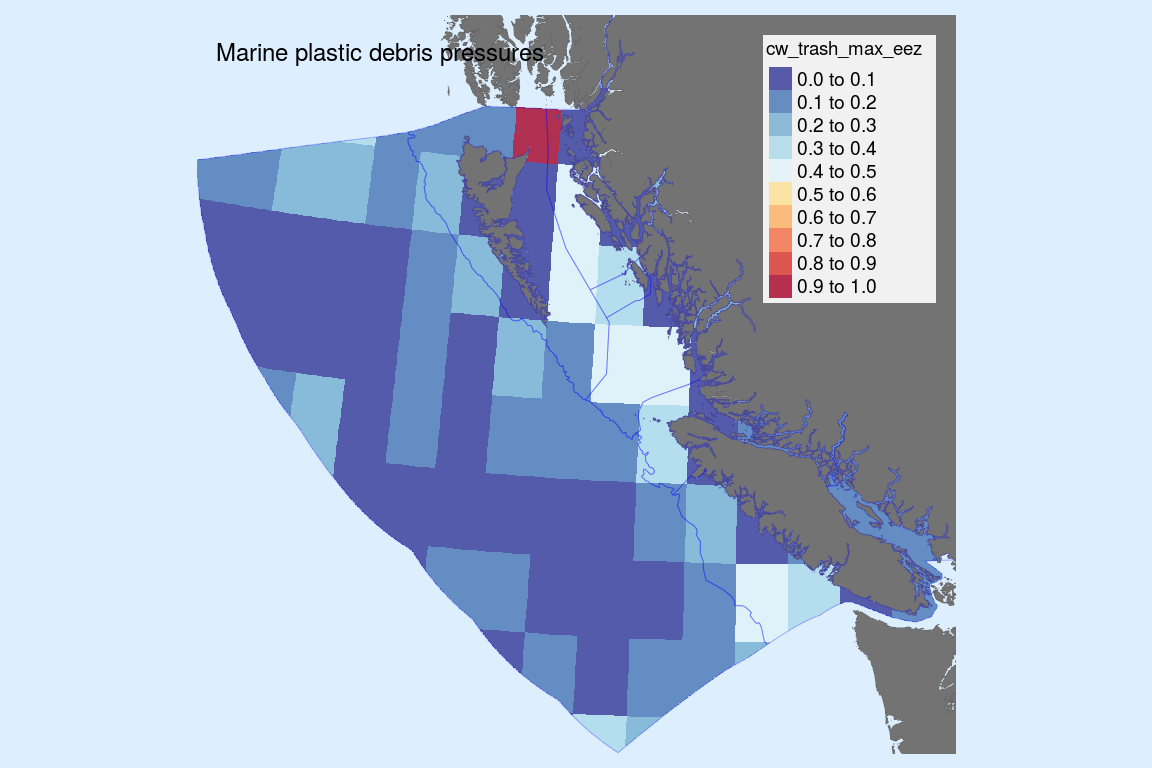 Marine plastic debris pressures
cw_trash_max_eez
0.0 to 0.1
0.1 to 0.2
0.2 to 0.3
0.3 to 0.4
0.4 to 0.5
0.5 to 0.6
0.6 to 0.7
0.7 to 0.8
0.8 to 0.9
0.9 to 1.0